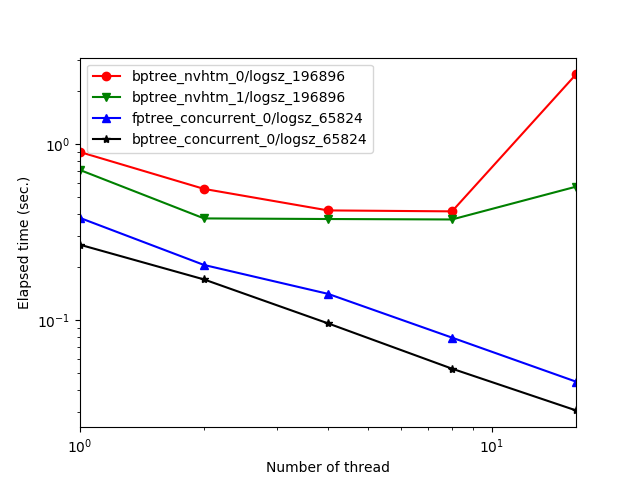 bptree_nvhtm_0/logsz_196896
bptree_nvhtm_1/logsz_196896
fptree_concurrent_0/logsz_65824
bptree_concurrent_0/logsz_65824
10⁰
10⁻¹
Elapsed time (sec.)
10⁰
10¹
Number of thread